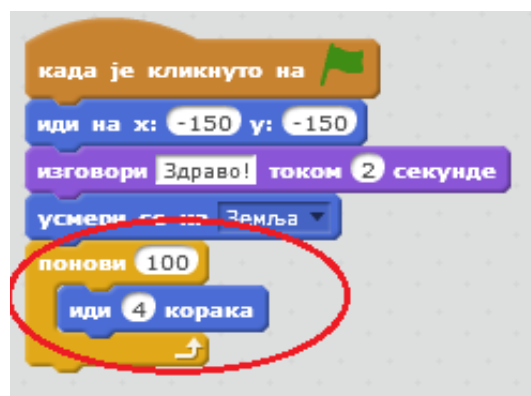 када је кликнуто на
иди на x: -150 y: -150
изговори Здраво! током 2 секунде
усмери се на Земља
понови 100
иди 4 корака